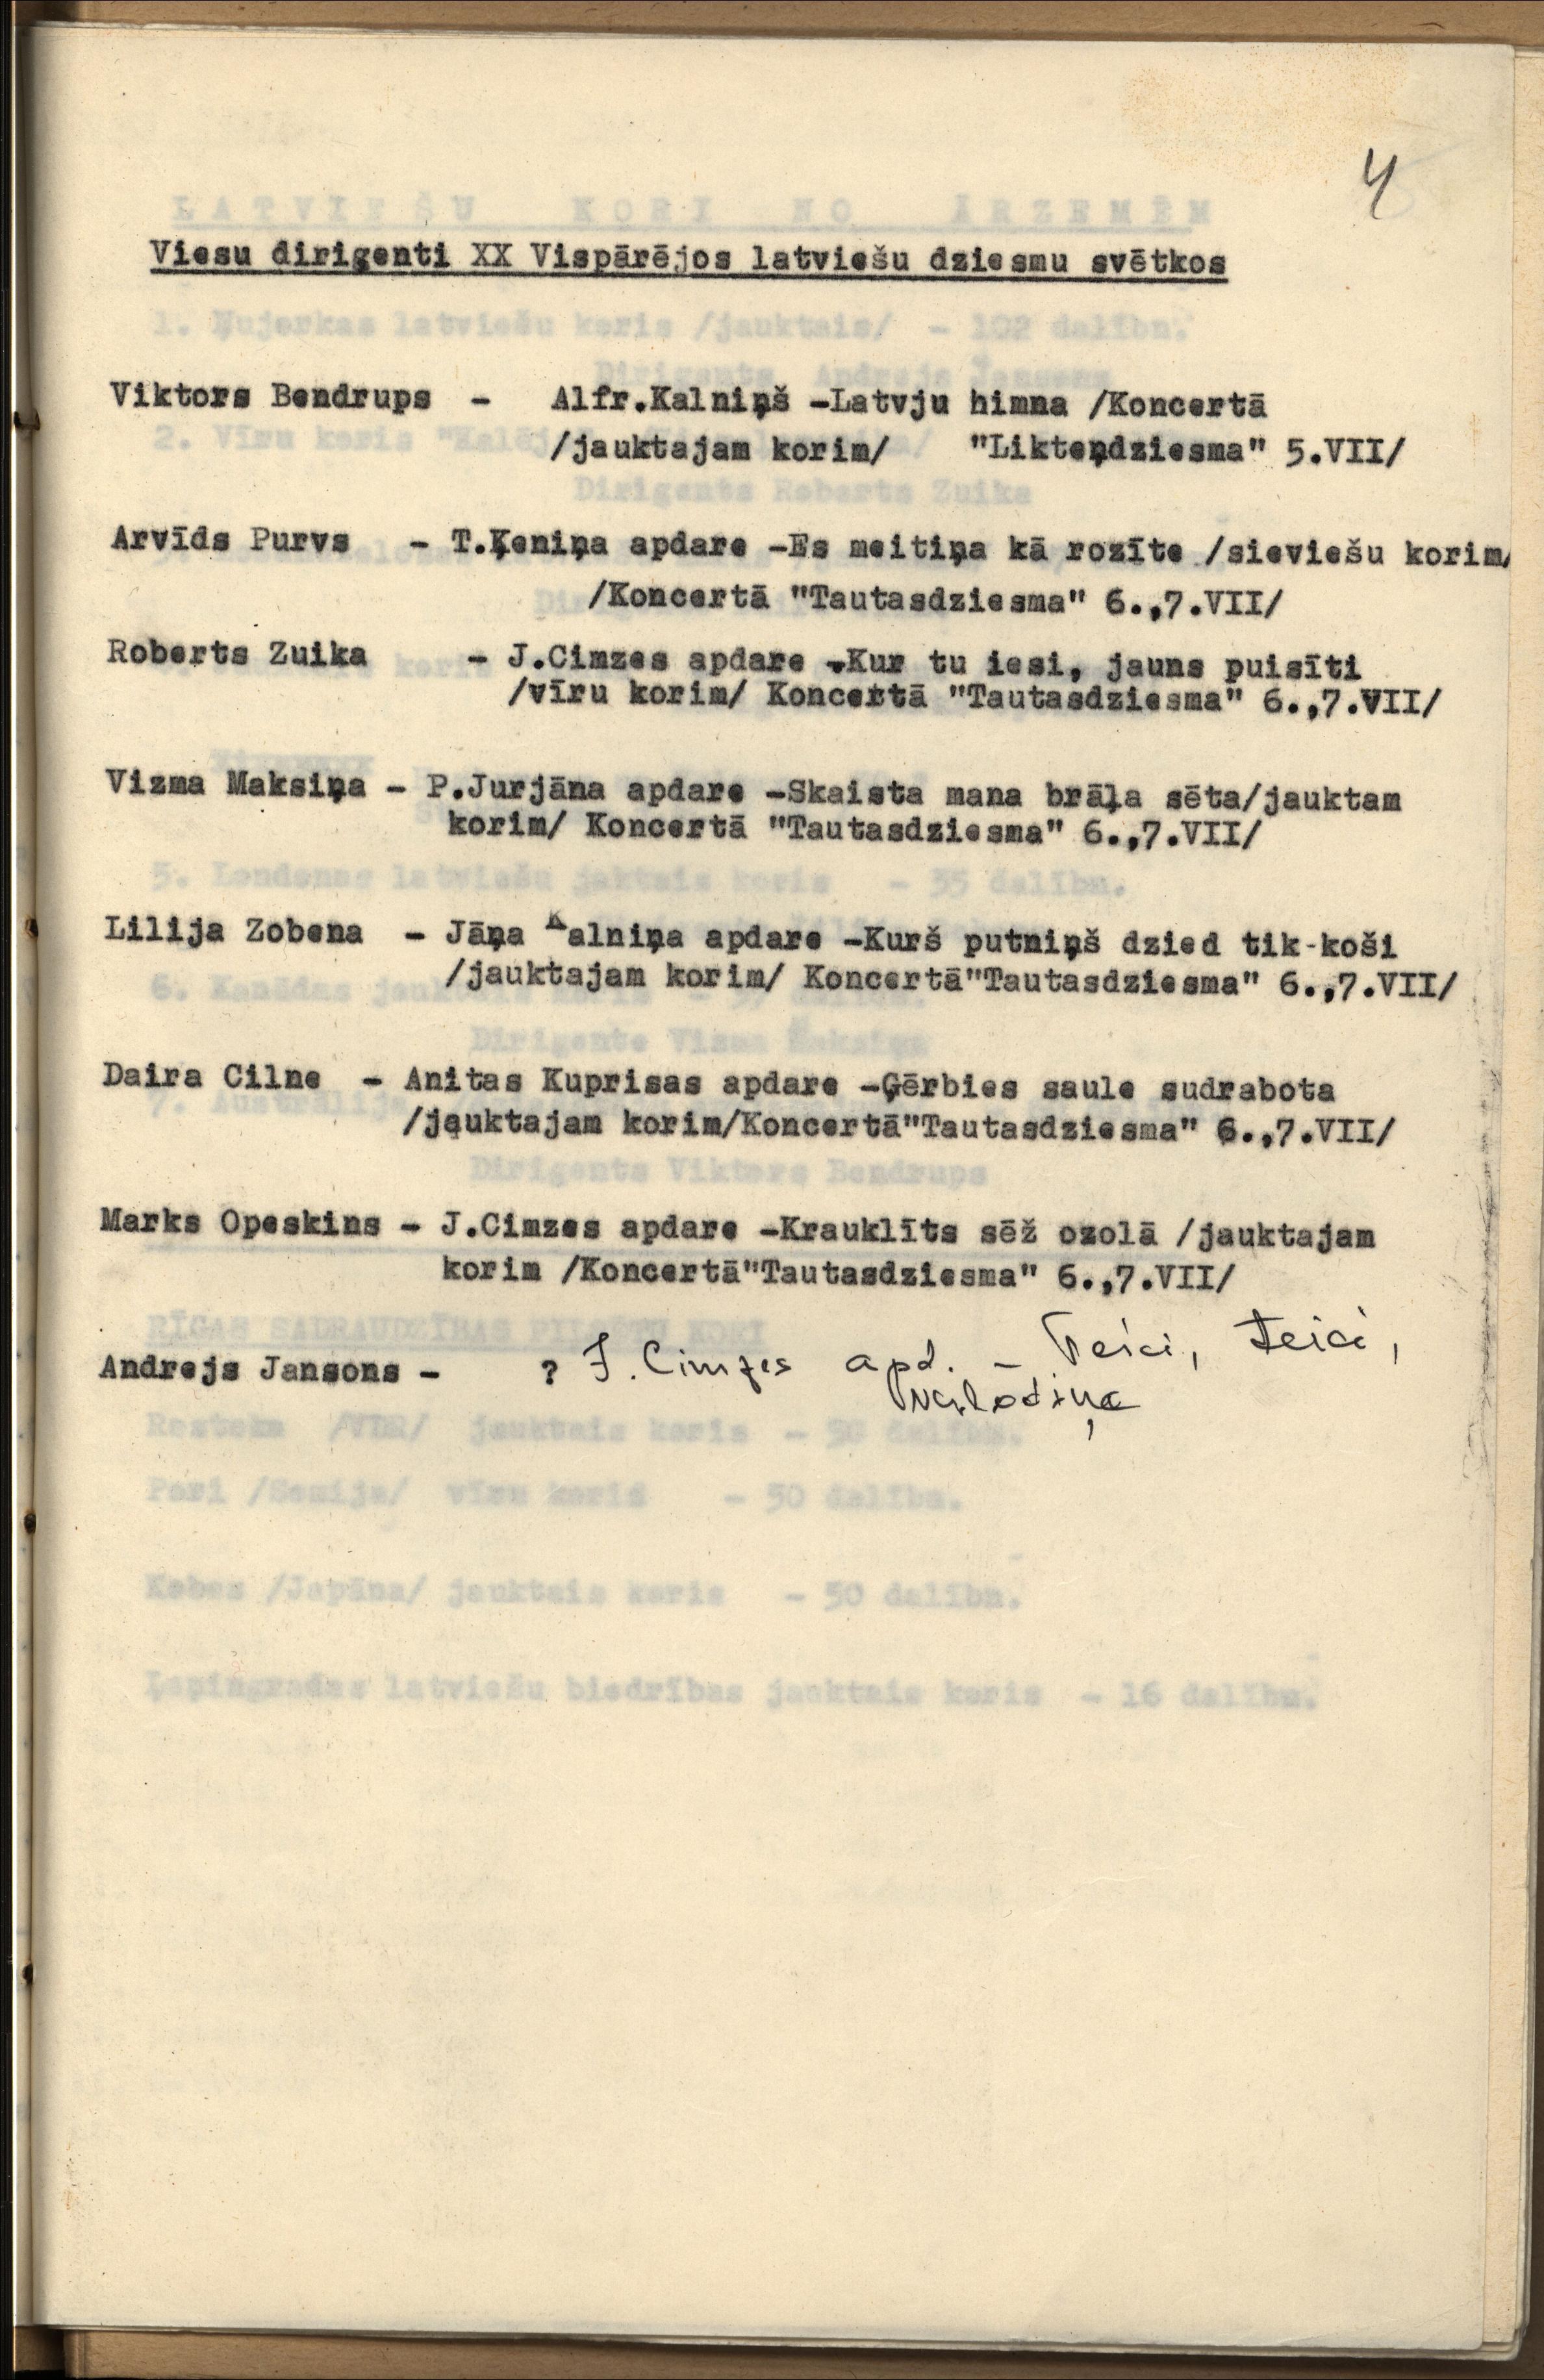 4
Viesu dirigenti XX Vispārējos latviešu dziesmu svētkos
Viktors Bendrups - Alfr.Kalniņš -Latvju himna /Koncertā
/jauktajam korim/ "Likteņdziesma" 5.VII/
Arvīds Purvs - T.Ķeniņa apdare -Es meitiņa kā rozīte /sieviešu korim/
/Koncertā "Tautasdziesma" 6.,7.VII/
Roberts Zuika - J.Cimzes apdare -Kur tu iesi, jauns puisīti
/vīru korim/ Koncertā "Tautasdziesma" 6.,7.VII/
Vizma Maksiņa - P.Jurjāna apdare -Skaista mana brāļa sēta/jauktam
korim/ Koncertā "Tautasdziesma" 6.,7.VII/
Lilija Zobena - Jāņa Kalniņa apdare -Kurš putniņš dzied tik koši
/jauktajam korim/ Koncertā"Tautasdziesma" 6.,7.VII/
Daira Cilne - Anitas Kuprisas apdare -Ģērbies saule sudrabota
/jauktajam korim/Koncertā"Tautasdziesma" 6.,7.VII/
Marks Opeskins - J.Cimzes apdare -Krauklīts sēž ozolā /jauktajam
korim /Koncertā"Tautasdziesma" 6.,7.VII/
Andrejs Jansons - ? J. Cimzes apd. - Teici, teici,
valodiņa